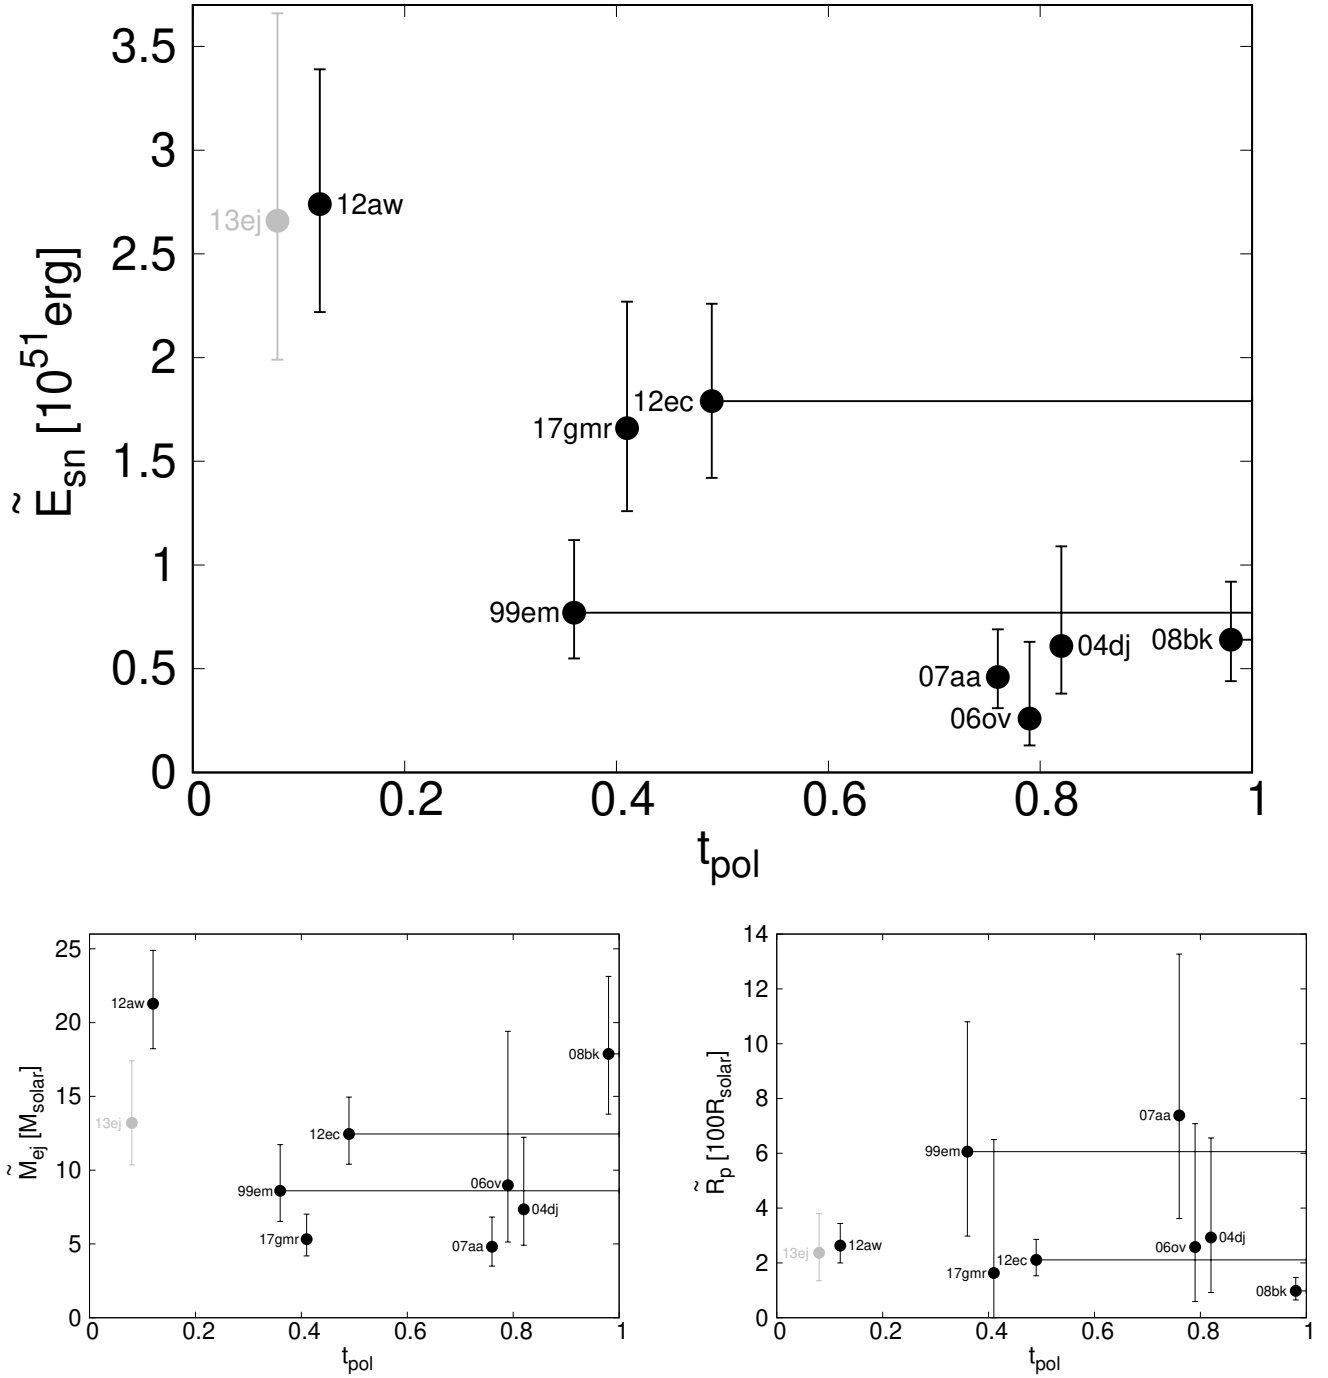 3.5
3
2.5
2
1.5
1
0.5
0
0 0.2 0.4 0.6 0.8 1
Ẽsn [10^51 erg]
tpol
13ej
12aw
12ec
17gmr
99em
07aa
06ov
04dj
08bk
25
20
15
10
5
0
0 0.2 0.4 0.6 0.8 1
M̃ej [Msolar]
tpol
12aw
13ej
12ec
99em
17gmr
08bk
06ov
04dj
07aa
14
12
10
8
6
4
2
0
0 0.2 0.4 0.6 0.8 1
R̃p [100Rsolar]
tpol
07aa
99em
13ej
12aw
17gmr
12ec
06ov
04dj
08bk